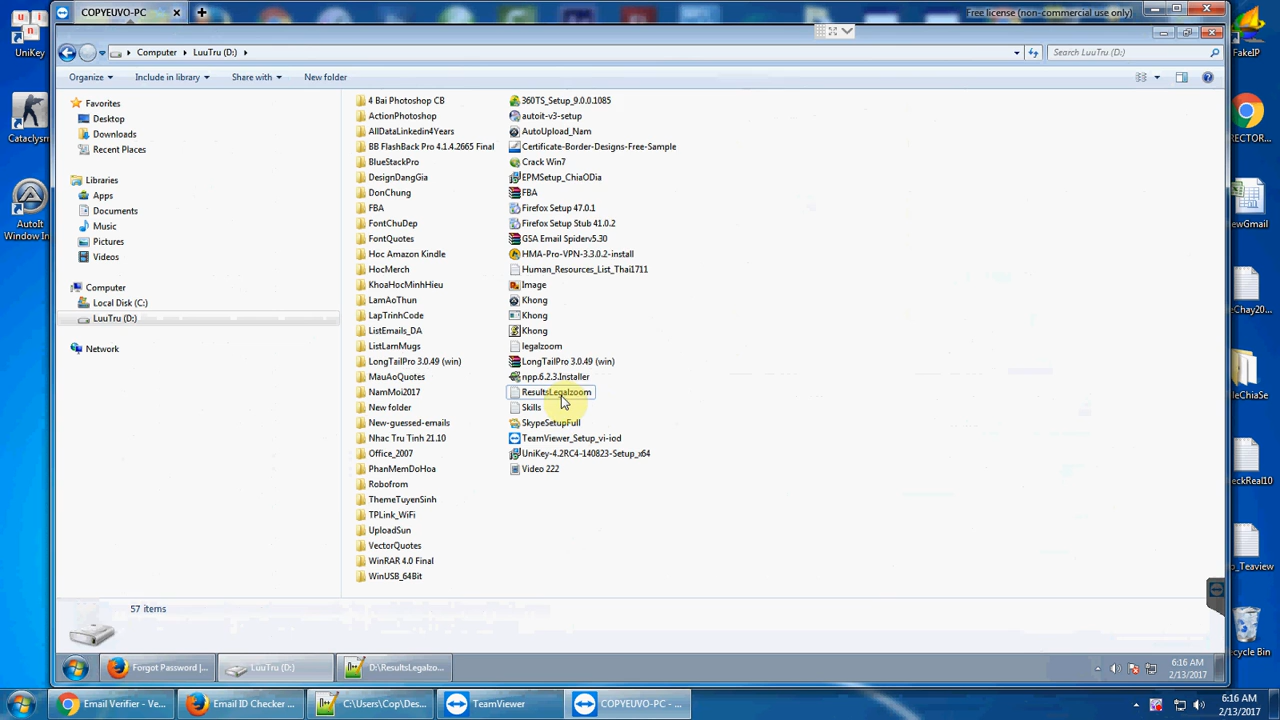 COPYEUVO-PC
Free license (non-commercial use only)
UniKey
FakeIP
Computer
LuuTru (D:)
Search LuuTru (D:)
Organize
Include in library
Share with
New folder
Favorites
Desktop
Downloads
Recent Places
Libraries
Apps
Documents
Music
Pictures
Videos
Computer
Local Disk (C:)
LuuTru (D:)
Network
4 Bai Photoshop CB
ActionPhotoshop
AllDataLinkedin4Years
BB FlashBack Pro 4.1.4.2665 Final
BlueStackPro
DesignDangGia
DonChung
FBA
FontChuDep
FontQuotes
Hoc Amazon Kindle
HocMerch
KhoaHocMinhHieu
LamAoThun
LapTrinhCode
ListEmails_DA
ListLamMugs
LongTailPro 3.0.49 (win)
MauAoQuotes
NamMoi2017
New folder
New-guessed-emails
Nhac Tru Tinh 21.10
Office_2007
PhanMemDoHoa
Robofrom
ThemeTuyenSinh
TPLink_WiFi
UploadSun
VectorQuotes
WinRAR 4.0 Final
WinUSB_64Bit
360TS_Setup_9.0.0.1085
autoit-v3-setup
AutoUpload_Nam
Certificate-Border-Designs-Free-Sample
Crack Win7
EPMSetup_ChiaODia
FBA
Firefox Setup 47.0.1
Firefox Setup Stub 41.0.2
GSA Email Spiderv5.30
HMA-Pro-VPN-3.3.0.2-install
Human_Resources_List_Thai1711
Image
Khong
Khong
Khong
legalzoom
LongTailPro 3.0.49 (win)
npp.6.2.3.Installer
ResultsLegalzoom
Skills
SkypeSetupFull
TeamViewer_Setup_vi-iod
UniKey-4.2RC4-140823-Setup_x64
Video 222
57 items
Cataclysm
AutoIt
Window In
RECTOR...
ewGmail
eChay20...
leChiaSe
eckReal10
p_Teaview
ecycle Bin
Forgot Password |...
LuuTru (D:)
D:\ResultsLegalzo...
6:16 AM
2/13/2017
Email Verifier - Ve...
Email ID Checker ...
C:\Users\Cop\Des...
TeamViewer
COPYEUVO-PC - ...
6:16 AM
2/13/2017